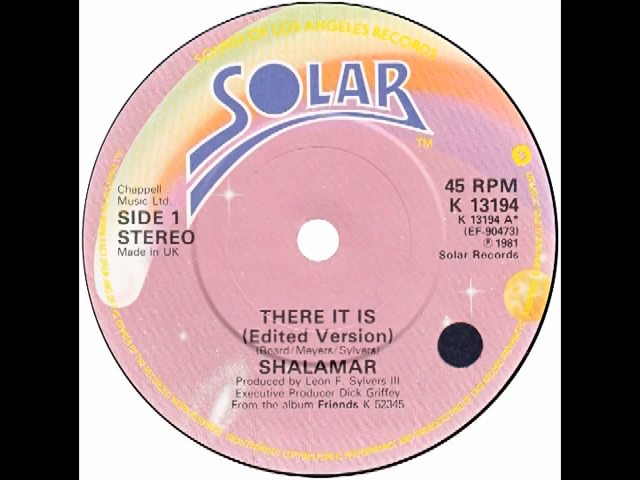 SOUND OF LOS ANGELES RECORDS
SOLAR
TM
Chappell
Music Ltd.
SIDE 1
STEREO
Made in UK
45 RPM
K 13194
K 13194 A*
(EF-90473)
℗ 1981
Solar Records
THERE IT IS
(Edited Version)
(Beard/Meyers/Sylvers)
SHALAMAR
Produced by Leon F. Sylvers III
Executive Producer Dick Griffey
From the album Friends K 52345